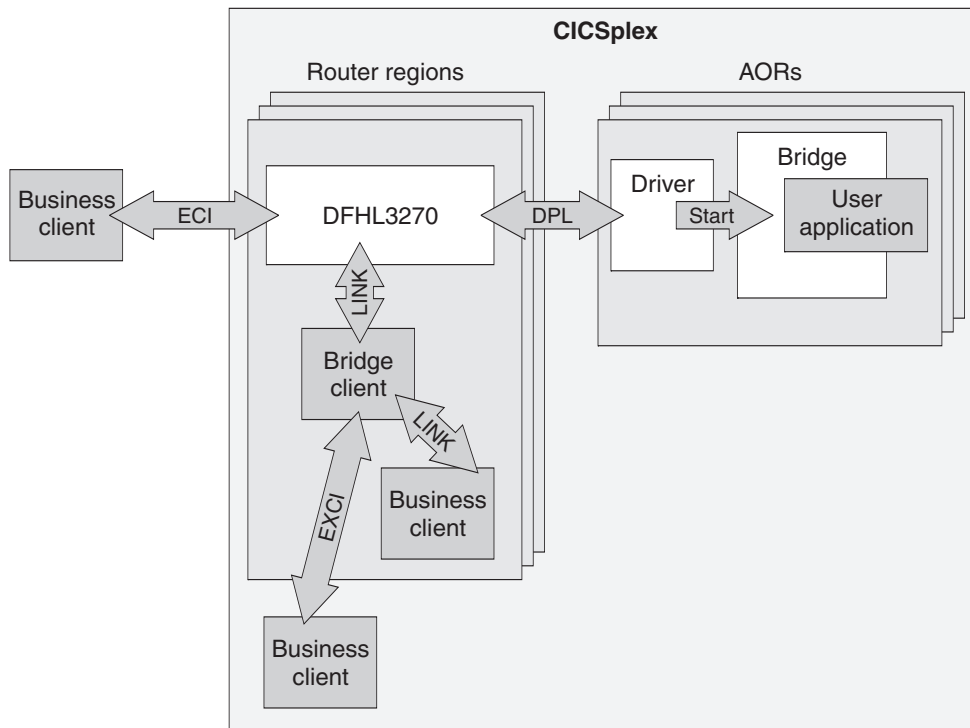 CICSplex
Router regions
AORs
Business
client
ECI
DFHL3270
DPL
Driver
Start
Bridge
User
application
LINK
Bridge
client
LINK
EXCI
Business
client
Business
client